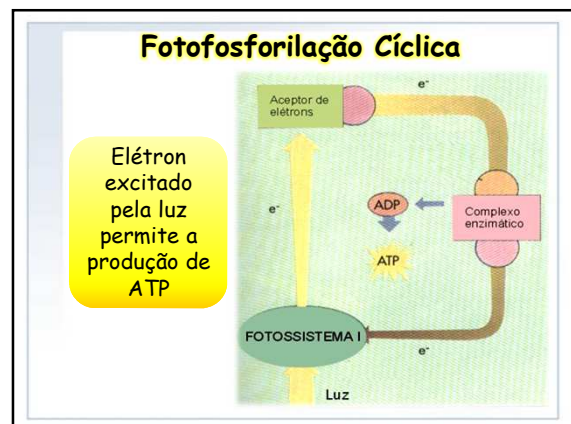 Fotofosforilação Cíclica
Elétron
excitado
pela luz
permite a
produção de
ATP
Aceptor de
elétrons
e-
e-
ADP
ATP
Complexo
enzimático
FOTOSSISTEMA I
e-
Luz